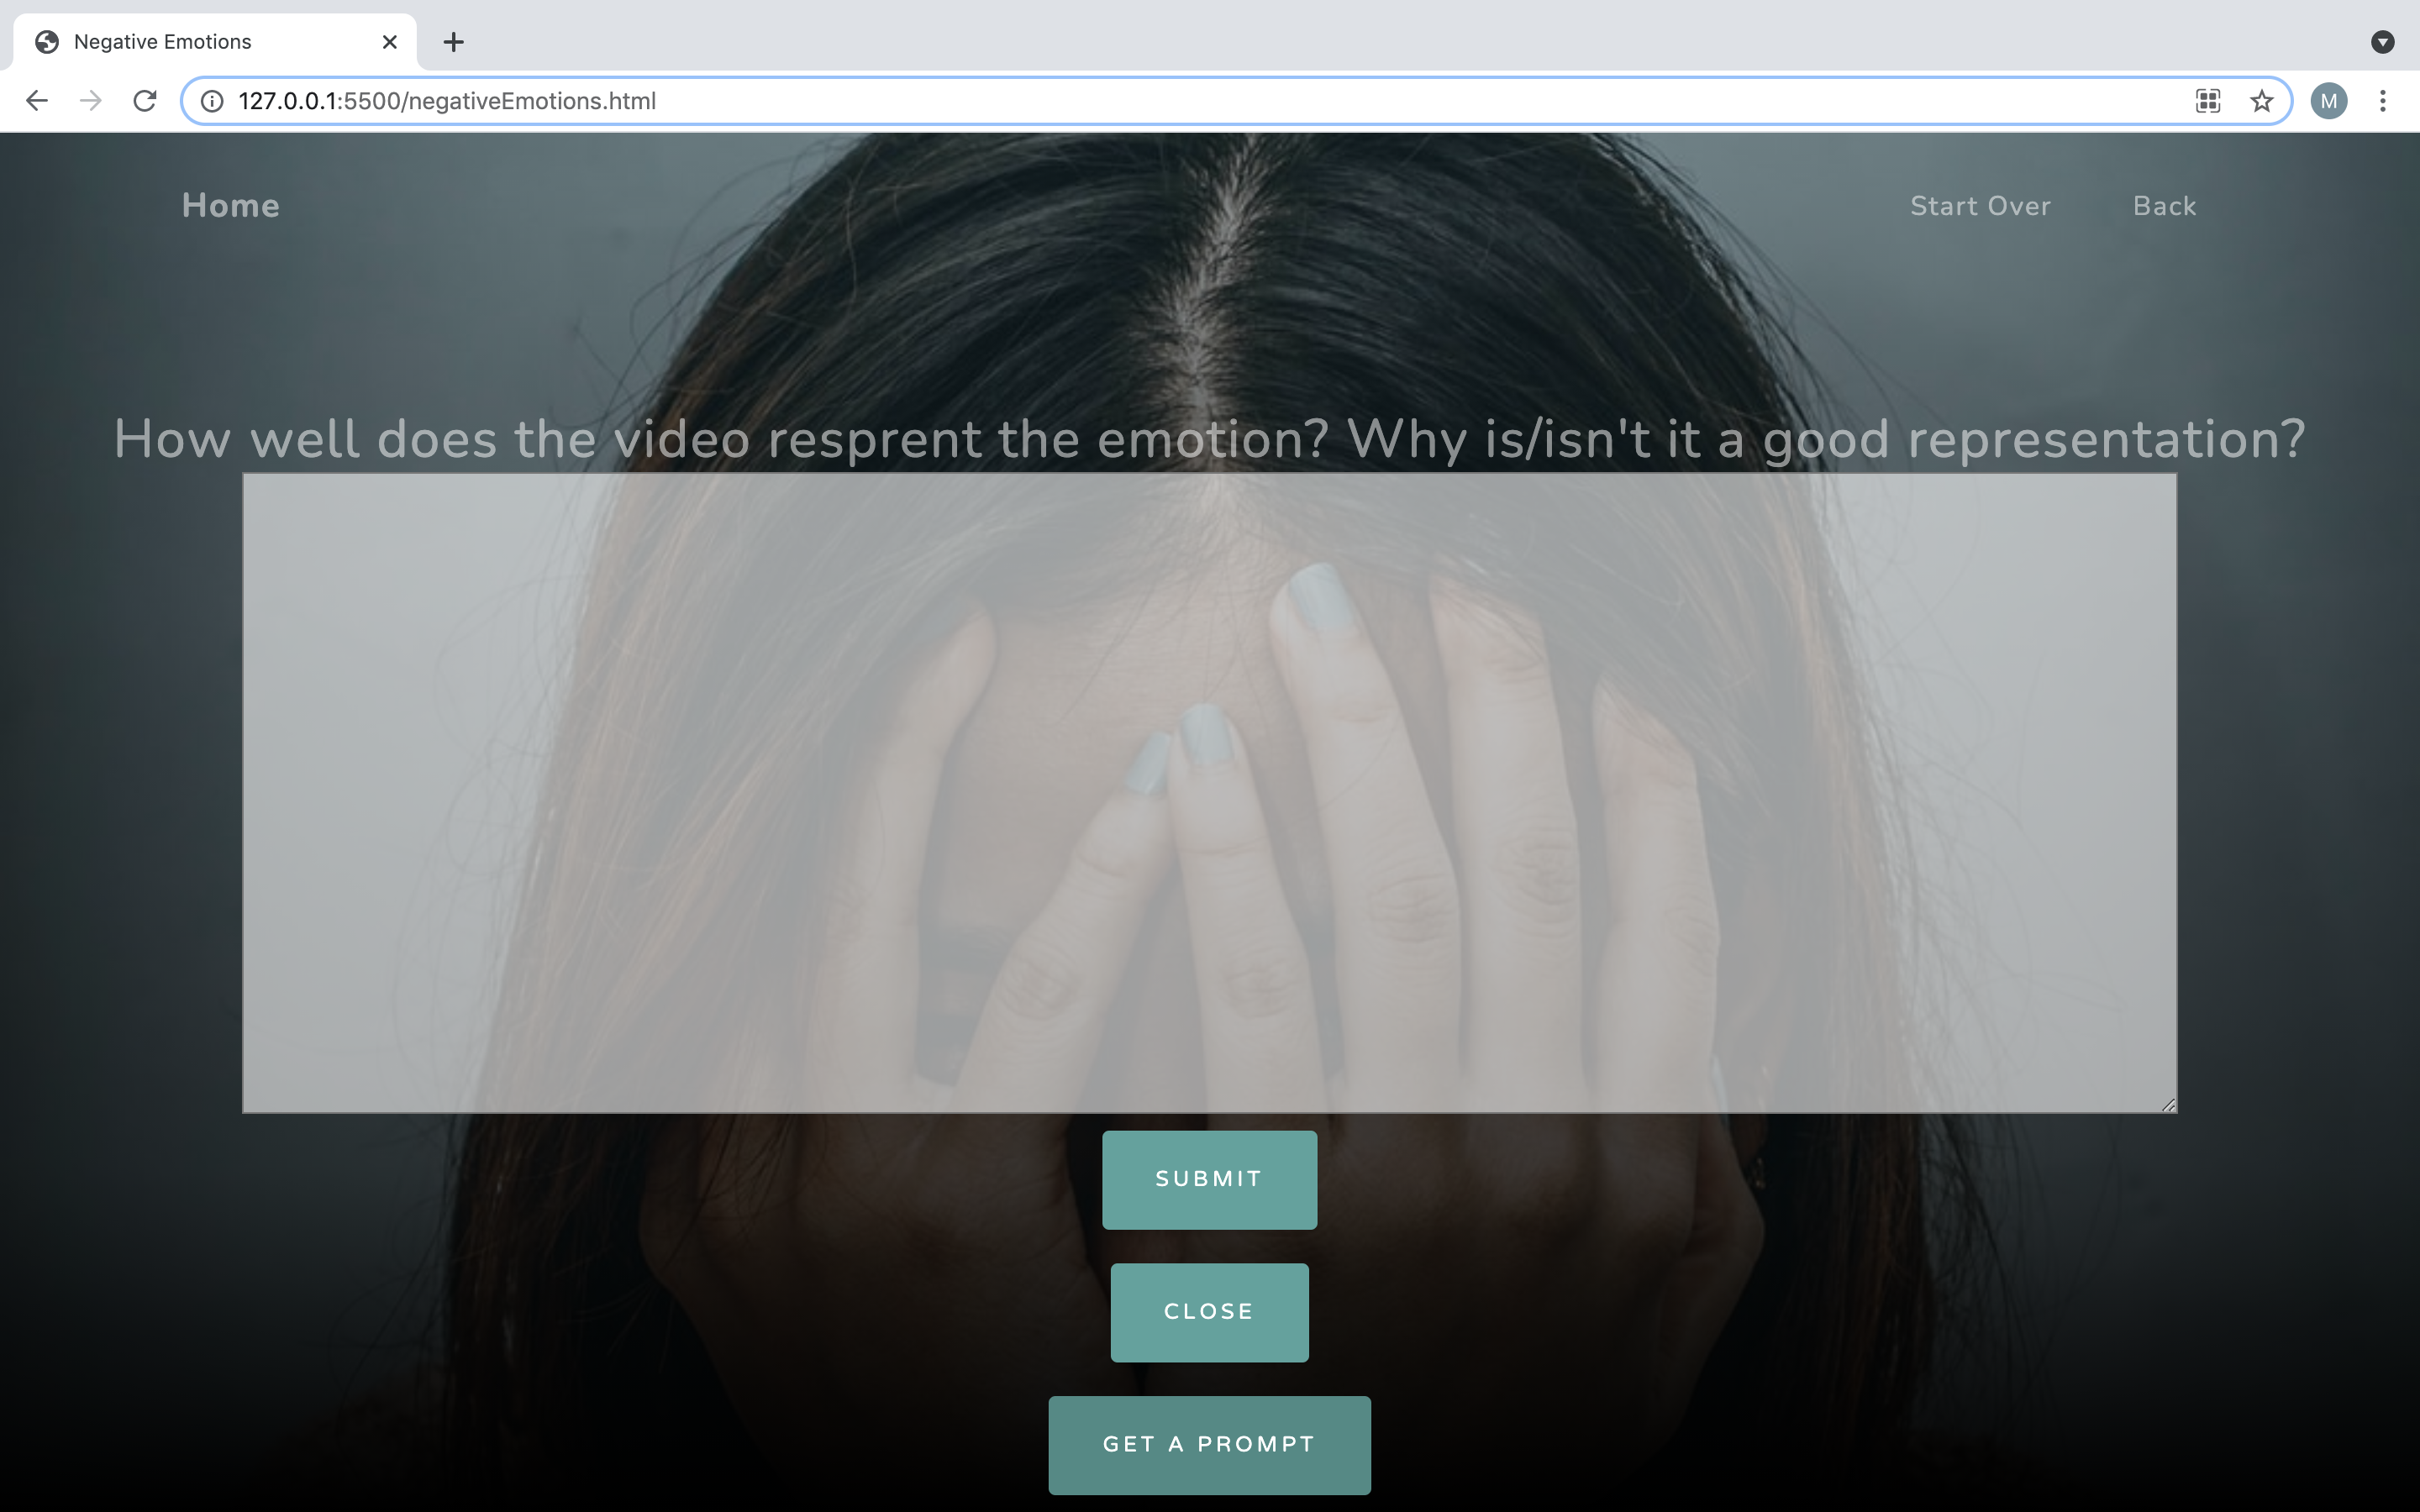 Negative Emotions
127.0.0.1:5500/negativeEmotions.html
M
Home
Start Over
Back
How well does the video resprent the emotion? Why is/isn't it a good representation?
SUBMIT
CLOSE
GET A PROMPT